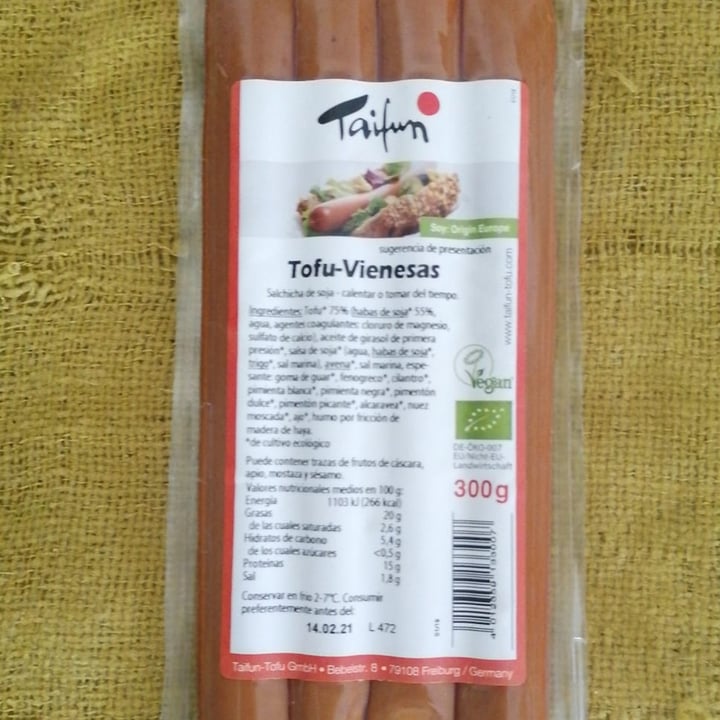 Taifun
Soy: Origin Europe
sugerencia de presentación
Tofu-Vienesas
Salchicha de soja - calentar o tomar del tiempo.
Ingredientes: Tofu* 75% (habas de soja* 55%,
agua, agentes coagulantes: cloruro de magnesio,
sulfato de calcio), aceite de girasol de primera
presión*, salsa de soja* (agua, habas de soja*,
trigo*, sal marina), avena*, sal marina, espe-
sante: goma de guar*, fenogreco*, cilantro*,
pimienta blanca*, pimienta negra*, pimentón
dulce*, pimentón picante*, alcaravea*, nuez
moscada*, ajo*, humo por fricción de
madera de haya.
*de cultivo ecológico
Puede contener trazas de frutos de cáscara,
apio, mostaza y sésamo.
Valores nutricionales medios en 100 g:
Energía 1103 kJ (266 kcal)
Grasas 20 g
de las cuales saturadas 2,6 g
Hidratos de carbono 5,4 g
de los cuales azúcares <0,5 g
Proteínas 15 g
Sal 1,8 g
Conservar en frío 2-7°C. Consumir
preferentemente antes del:
14.02.21 L 472
www.taifun-tofu.com
Vegan
DE-ÖKO-007
EU/Nicht-EU-
Landwirtschaft
300g
Taifun-Tofu GmbH • Bebelstr. 8 • 79108 Freiburg / Germany